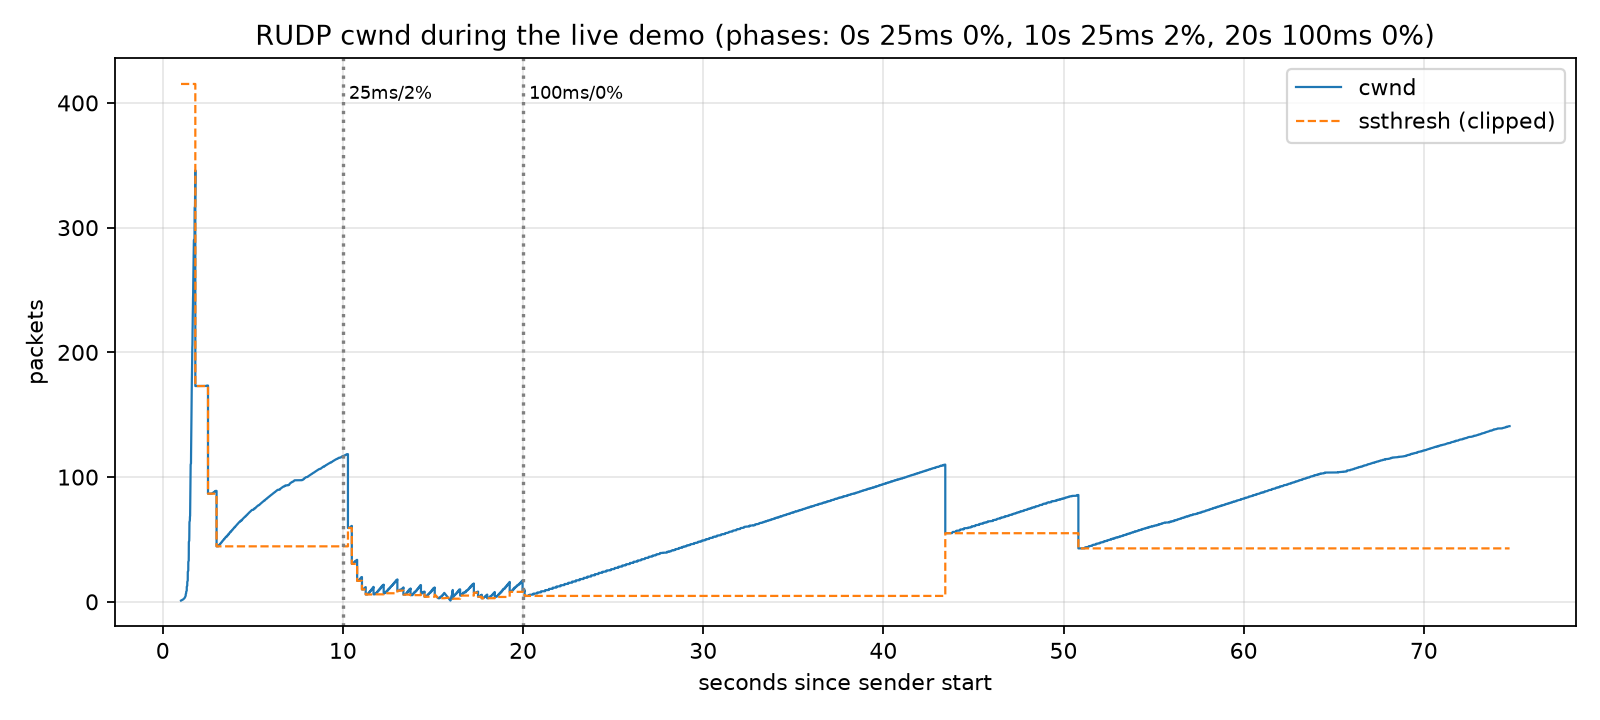 RUDP cwnd during the live demo (phases: 0s 25ms 0%, 10s 25ms 2%, 20s 100ms 0%)
25ms/2%
100ms/0%
cwnd
ssthresh (clipped)
packets
400
300
200
100
0
0 10 20 30 40 50 60 70
seconds since sender start